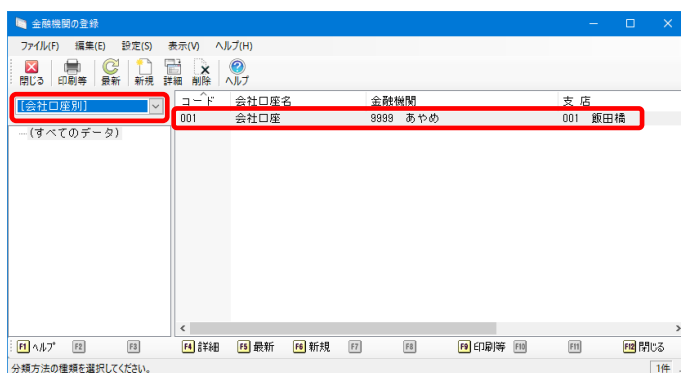 金融機関の登録
ファイル(F) 編集(E) 設定(S) 表示(V) ヘルプ(H)
閉じる 印刷等 最新 新規 詳細 削除 ヘルプ
[会社口座別]
コード 会社口座名 金融機関 支 店
001 会社口座 9999 あやめ 001 飯田橋
(すべてのデータ)
F1 ヘルプ F2 F3 F4 詳細 F5 最新 F6 新規 F7 F8 F9 印刷等 F10 F11 F12 閉じる
分類方法の種類を選択してください。 1件